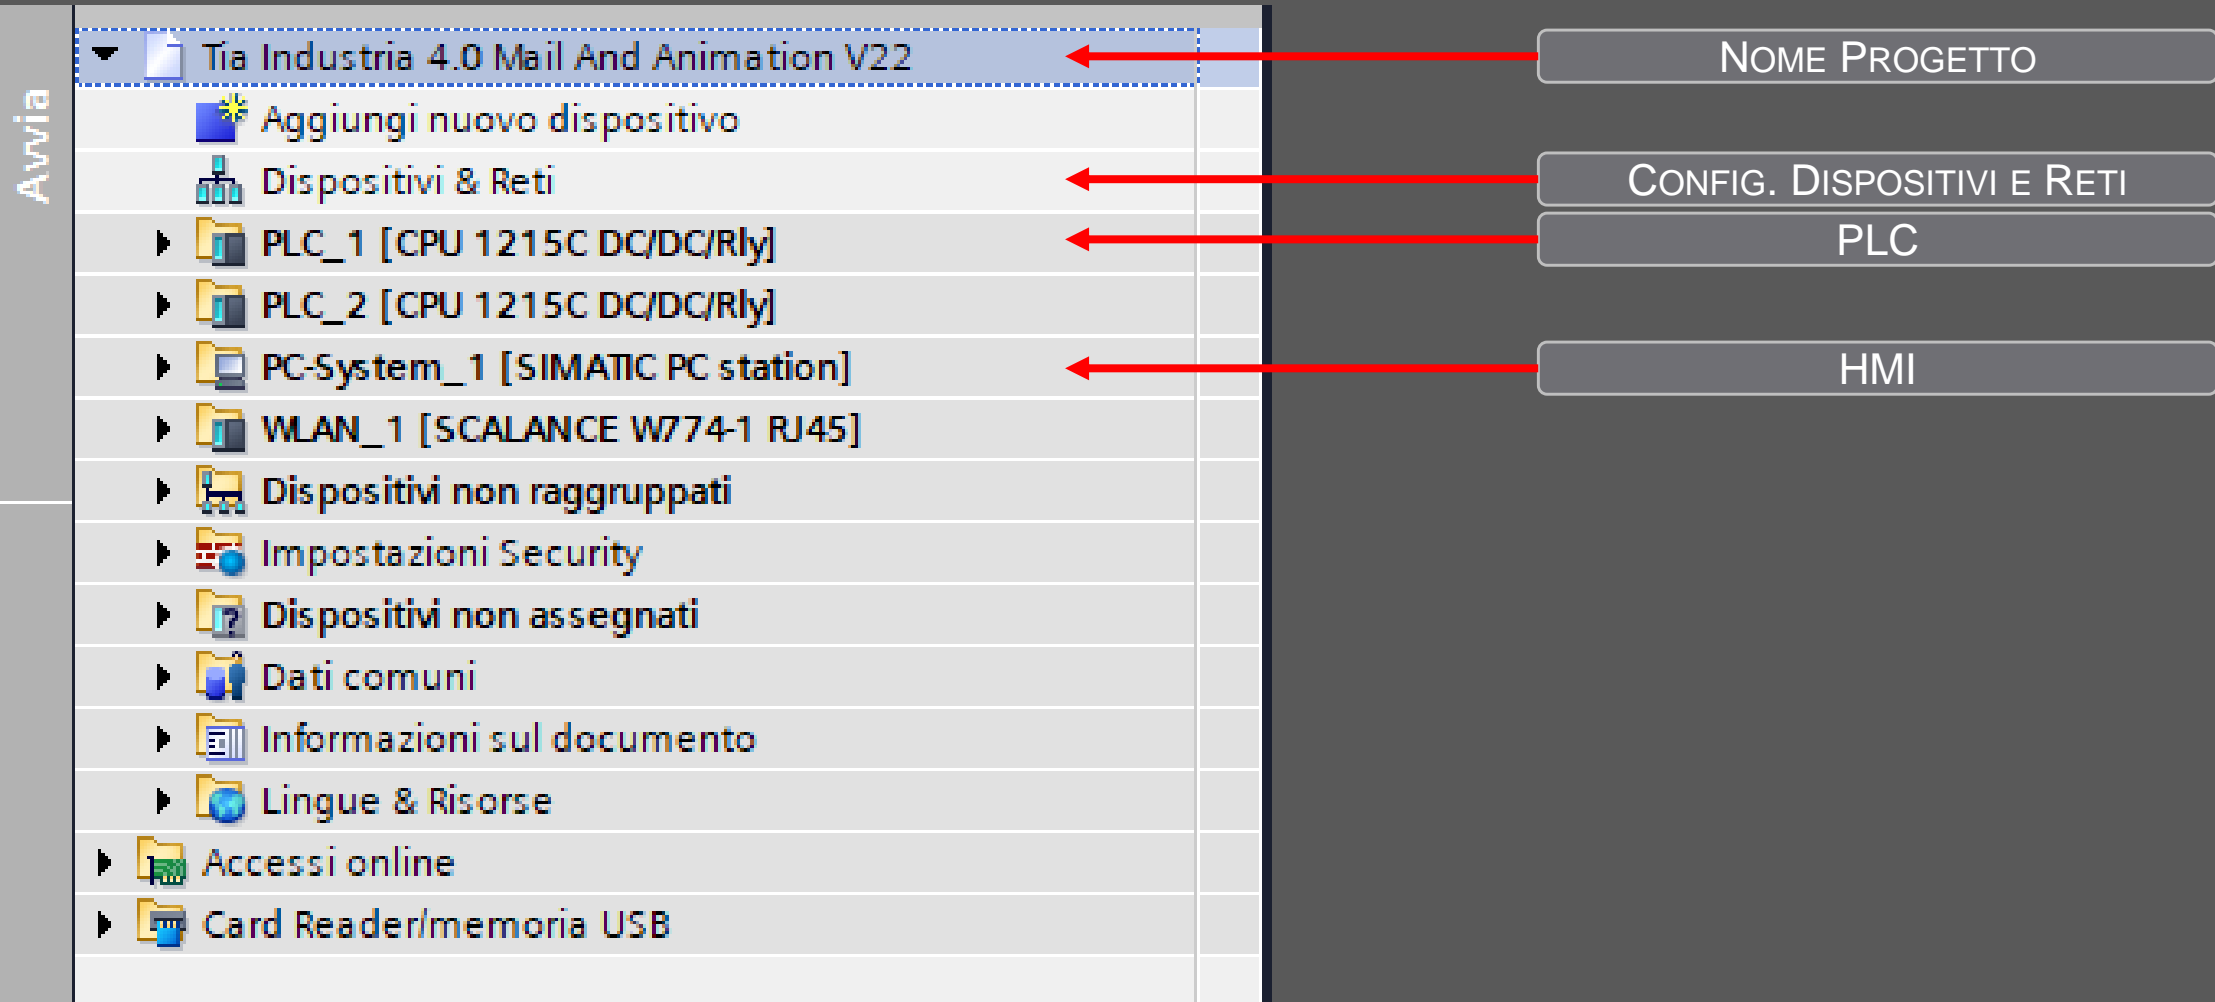 Avvia
Tia Industria 4.0 Mail And Animation V22
NOME PROGETTO
Aggiungi nuovo dispositivo
Dispositivi & Reti
CONFIG. DISPOSITIVI E RETI
PLC_1 [CPU 1215C DC/DC/Rly]
PLC
PLC_2 [CPU 1215C DC/DC/Rly]
PC-System_1 [SIMATIC PC station]
HMI
WLAN_1 [SCALANCE W774-1 RJ45]
Dispositivi non raggruppati
Impostazioni Security
Dispositivi non assegnati
Dati comuni
Informazioni sul documento
Lingue & Risorse
Accessi online
Card Reader/memoria USB